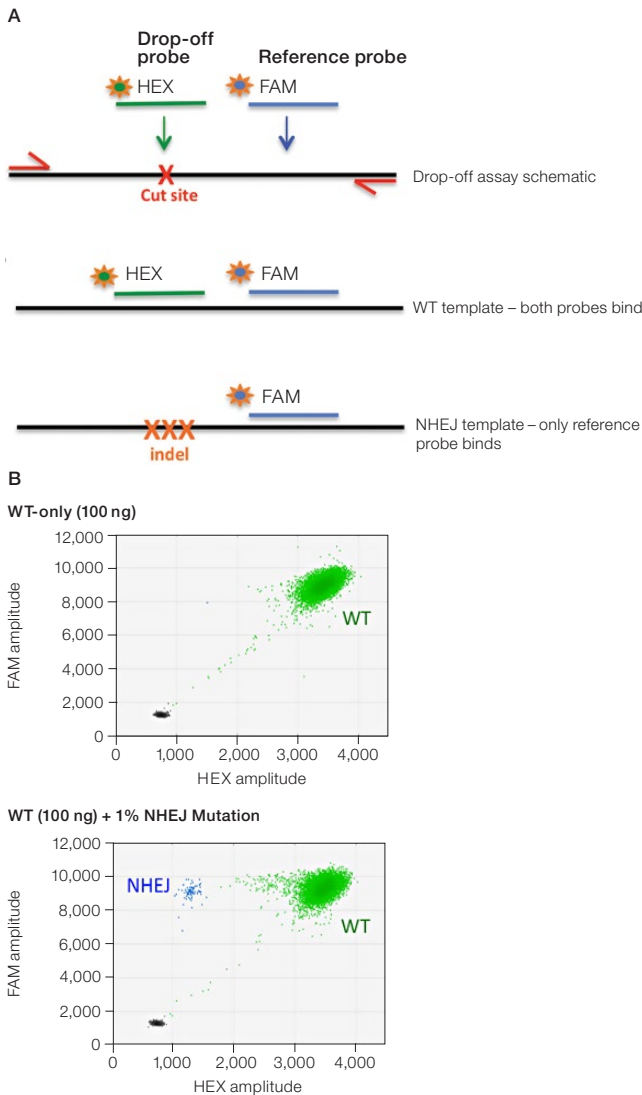 A
Drop-off
probe
Reference probe
HEX
FAM
X
Cut site
Drop-off assay schematic
HEX
FAM
WT template – both probes bind
FAM
XXX
indel
NHEJ template – only reference
probe binds
B
WT-only (100 ng)
12,000
10,000
8,000
6,000
4,000
2,000
0
FAM amplitude
WT
0 1,000 2,000 3,000 4,000
HEX amplitude
WT (100 ng) + 1% NHEJ Mutation
12,000
10,000
8,000
6,000
4,000
2,000
0
FAM amplitude
NHEJ
WT
0 1,000 2,000 3,000 4,000
HEX amplitude